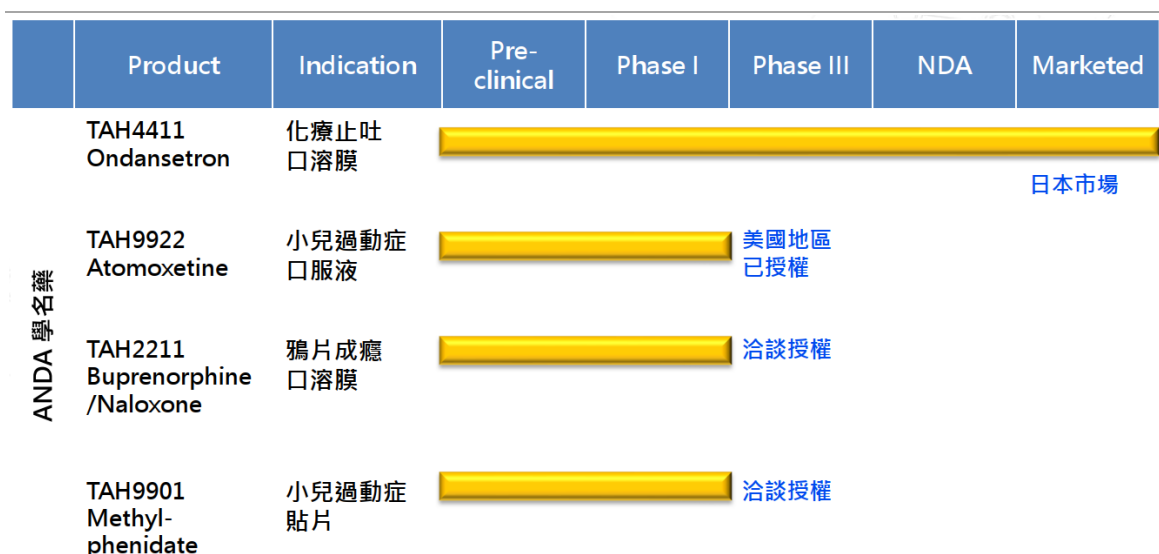 Product
Indication
Pre-
clinical
Phase I
Phase III
NDA
Marketed
ANDA 學名藥
TAH4411
Ondansetron
化療止吐
口溶膜
日本市場
TAH9922
Atomoxetine
小兒過動症
口服液
美國地區
已授權
TAH2211
Buprenorphine
/Naloxone
鴉片成癮
口溶膜
洽談授權
TAH9901
Methyl-
phenidate
小兒過動症
貼片
洽談授權